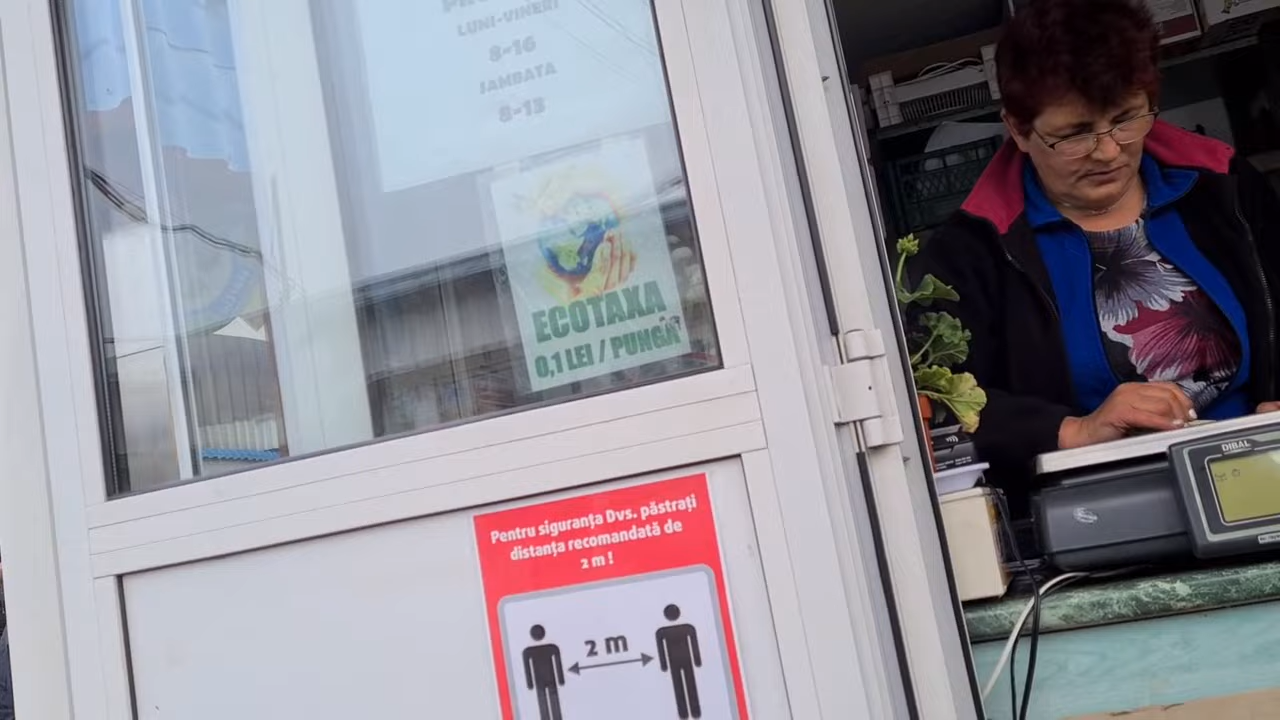 LUNI-VINERI
8-16
SAMBATA
8-13
ECOTAXA
0,1 LEI / PUNGĂ
Pentru siguranța Dvs. păstrați
distanța recomandată de
2 m !
2 m
DIBAL